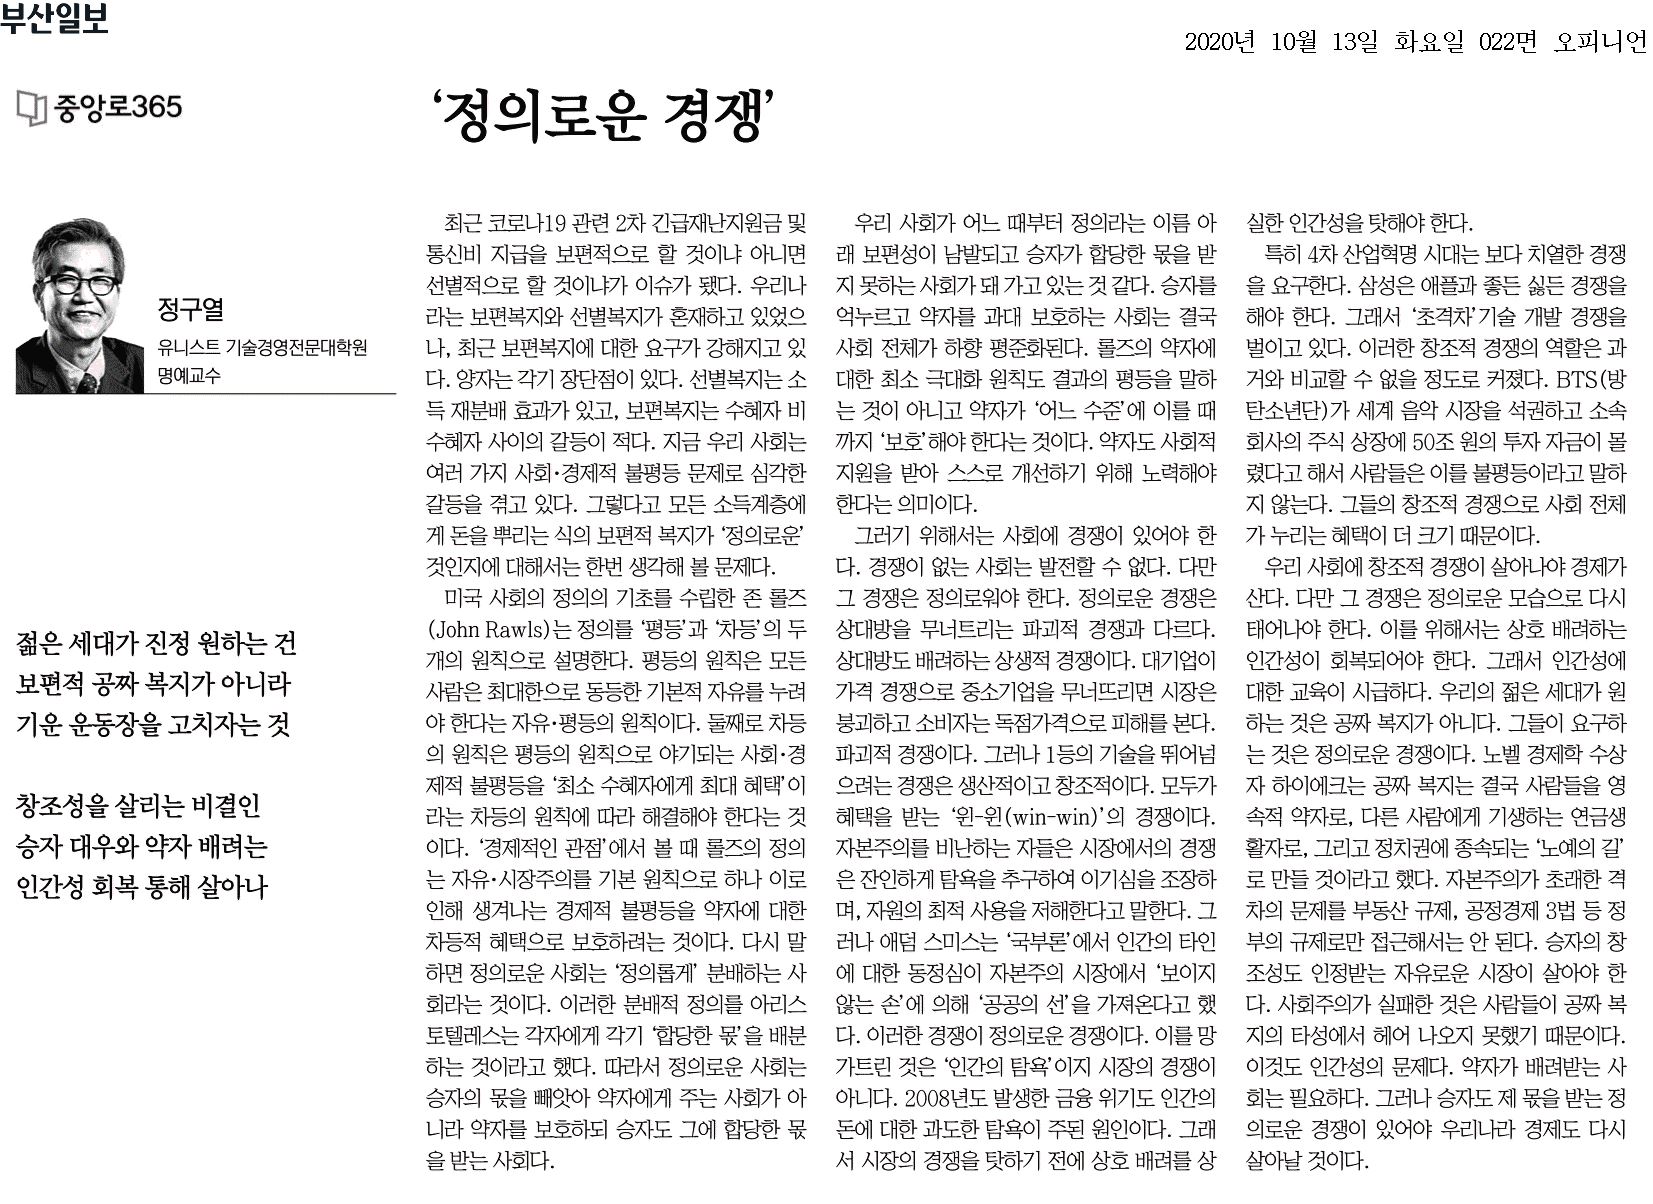 부산일보
2020년 10월 13일 화요일 022면 오피니언
중앙로365
‘정의로운 경쟁’
정구열
유니스트 기술경영전문대학원
명예교수
젊은 세대가 진정 원하는 건
보편적 공짜 복지가 아니라
기운 운동장을 고치자는 것
창조성을 살리는 비결인
승자 대우와 약자 배려는
인간성 회복 통해 살아나
최근 코로나19 관련 2차 긴급재난지원금 및
통신비 지급을 보편적으로 할 것이냐 아니면
선별적으로 할 것이냐가 이슈가 됐다. 우리나
라는 보편복지와 선별복지가 혼재하고 있었으
나, 최근 보편복지에 대한 요구가 강해지고 있
다. 양자는 각기 장단점이 있다. 선별복지는 소
득 재분배 효과가 있고, 보편복지는 수혜자 비
수혜자 사이의 갈등이 적다. 지금 우리 사회는
여러 가지 사회·경제적 불평등 문제로 심각한
갈등을 겪고 있다. 그렇다고 모든 소득계층에
게 돈을 뿌리는 식의 보편적 복지가 ‘정의로운’
것인지에 대해서는 한번 생각해 볼 문제다.
미국 사회의 정의의 기초를 수립한 존 롤즈
(John Rawls)는 정의를 ‘평등’과 ‘차등’의 두
개의 원칙으로 설명한다. 평등의 원칙은 모든
사람은 최대한으로 동등한 기본적 자유를 누려
야 한다는 자유·평등의 원칙이다. 둘째로 차등
의 원칙은 평등의 원칙으로 야기되는 사회·경
제적 불평등을 ‘최소 수혜자에게 최대 혜택’이
라는 차등의 원칙에 따라 해결해야 한다는 것
이다. ‘경제적인 관점’에서 볼 때 롤즈의 정의
는 자유·시장주의를 기본 원칙으로 하나 이로
인해 생겨나는 경제적 불평등을 약자에 대한
차등적 혜택으로 보호하려는 것이다. 다시 말
하면 정의로운 사회는 ‘정의롭게’ 분배하는 사
회라는 것이다. 이러한 분배적 정의를 아리스
토텔레스는 각자에게 각기 ‘합당한 몫’을 배분
하는 것이라고 했다. 따라서 정의로운 사회는
승자의 몫을 빼앗아 약자에게 주는 사회가 아
니라 약자를 보호하되 승자도 그에 합당한 몫
을 받는 사회다.
우리 사회가 어느 때부터 정의라는 이름 아
래 보편성이 남발되고 승자가 합당한 몫을 받
지 못하는 사회가 돼 가고 있는 것 같다. 승자를
억누르고 약자를 과대 보호하는 사회는 결국
사회 전체가 하향 평준화된다. 롤즈의 약자에
대한 최소 극대화 원칙도 결과의 평등을 말하
는 것이 아니고 약자가 ‘어느 수준’에 이를 때
까지 ‘보호’해야 한다는 것이다. 약자도 사회적
지원을 받아 스스로 개선하기 위해 노력해야
한다는 의미이다.
그러기 위해서는 사회에 경쟁이 있어야 한
다. 경쟁이 없는 사회는 발전할 수 없다. 다만
그 경쟁은 정의로워야 한다. 정의로운 경쟁은
상대방을 무너트리는 파괴적 경쟁과 다르다.
상대방도 배려하는 상생적 경쟁이다. 대기업이
가격 경쟁으로 중소기업을 무너뜨리면 시장은
붕괴하고 소비자는 독점가격으로 피해를 본다.
파괴적 경쟁이다. 그러나 1등의 기술을 뛰어넘
으려는 경쟁은 생산적이고 창조적이다. 모두가
혜택을 받는 ‘윈-윈(win-win)’의 경쟁이다.
자본주의를 비난하는 자들은 시장에서의 경쟁
은 잔인하게 탐욕을 추구하여 이기심을 조장하
며, 자원의 최적 사용을 저해한다고 말한다. 그
러나 애덤 스미스는 ‘국부론’에서 인간의 타인
에 대한 동정심이 자본주의 시장에서 ‘보이지
않는 손’에 의해 ‘공공의 선’을 가져온다고 했
다. 이러한 경쟁이 정의로운 경쟁이다. 이를 망
가트린 것은 ‘인간의 탐욕’이지 시장의 경쟁이
아니다. 2008년도 발생한 금융 위기도 인간의
돈에 대한 과도한 탐욕이 주된 원인이다. 그래
서 시장의 경쟁을 탓하기 전에 상호 배려를 상
실한 인간성을 탓해야 한다.
특히 4차 산업혁명 시대는 보다 치열한 경쟁
을 요구한다. 삼성은 애플과 좋든 싫든 경쟁을
해야 한다. 그래서 ‘초격차’기술 개발 경쟁을
벌이고 있다. 이러한 창조적 경쟁의 역할은 과
거와 비교할 수 없을 정도로 커졌다. BTS(방
탄소년단)가 세계 음악 시장을 석권하고 소속
회사의 주식 상장에 50조 원의 투자 자금이 몰
렸다고 해서 사람들은 이를 불평등이라고 말하
지 않는다. 그들의 창조적 경쟁으로 사회 전체
가 누리는 혜택이 더 크기 때문이다.
우리 사회에 창조적 경쟁이 살아나야 경제가
산다. 다만 그 경쟁은 정의로운 모습으로 다시
태어나야 한다. 이를 위해서는 상호 배려하는
인간성이 회복되어야 한다. 그래서 인간성에
대한 교육이 시급하다. 우리의 젊은 세대가 원
하는 것은 공짜 복지가 아니다. 그들이 요구하
는 것은 정의로운 경쟁이다. 노벨 경제학 수상
자 하이에크는 공짜 복지는 결국 사람들을 영
속적 약자로, 다른 사람에게 기생하는 연금생
활자로, 그리고 정치권에 종속되는 ‘노예의 길’
로 만들 것이라고 했다. 자본주의가 초래한 격
차의 문제를 부동산 규제, 공정경제 3법 등 정
부의 규제로만 접근해서는 안 된다. 승자의 창
조성도 인정받는 자유로운 시장이 살아야 한
다. 사회주의가 실패한 것은 사람들이 공짜 복
지의 타성에서 헤어 나오지 못했기 때문이다.
이것도 인간성의 문제다. 약자가 배려받는 사
회는 필요하다. 그러나 승자도 제 몫을 받는 정
의로운 경쟁이 있어야 우리나라 경제도 다시
살아날 것이다.